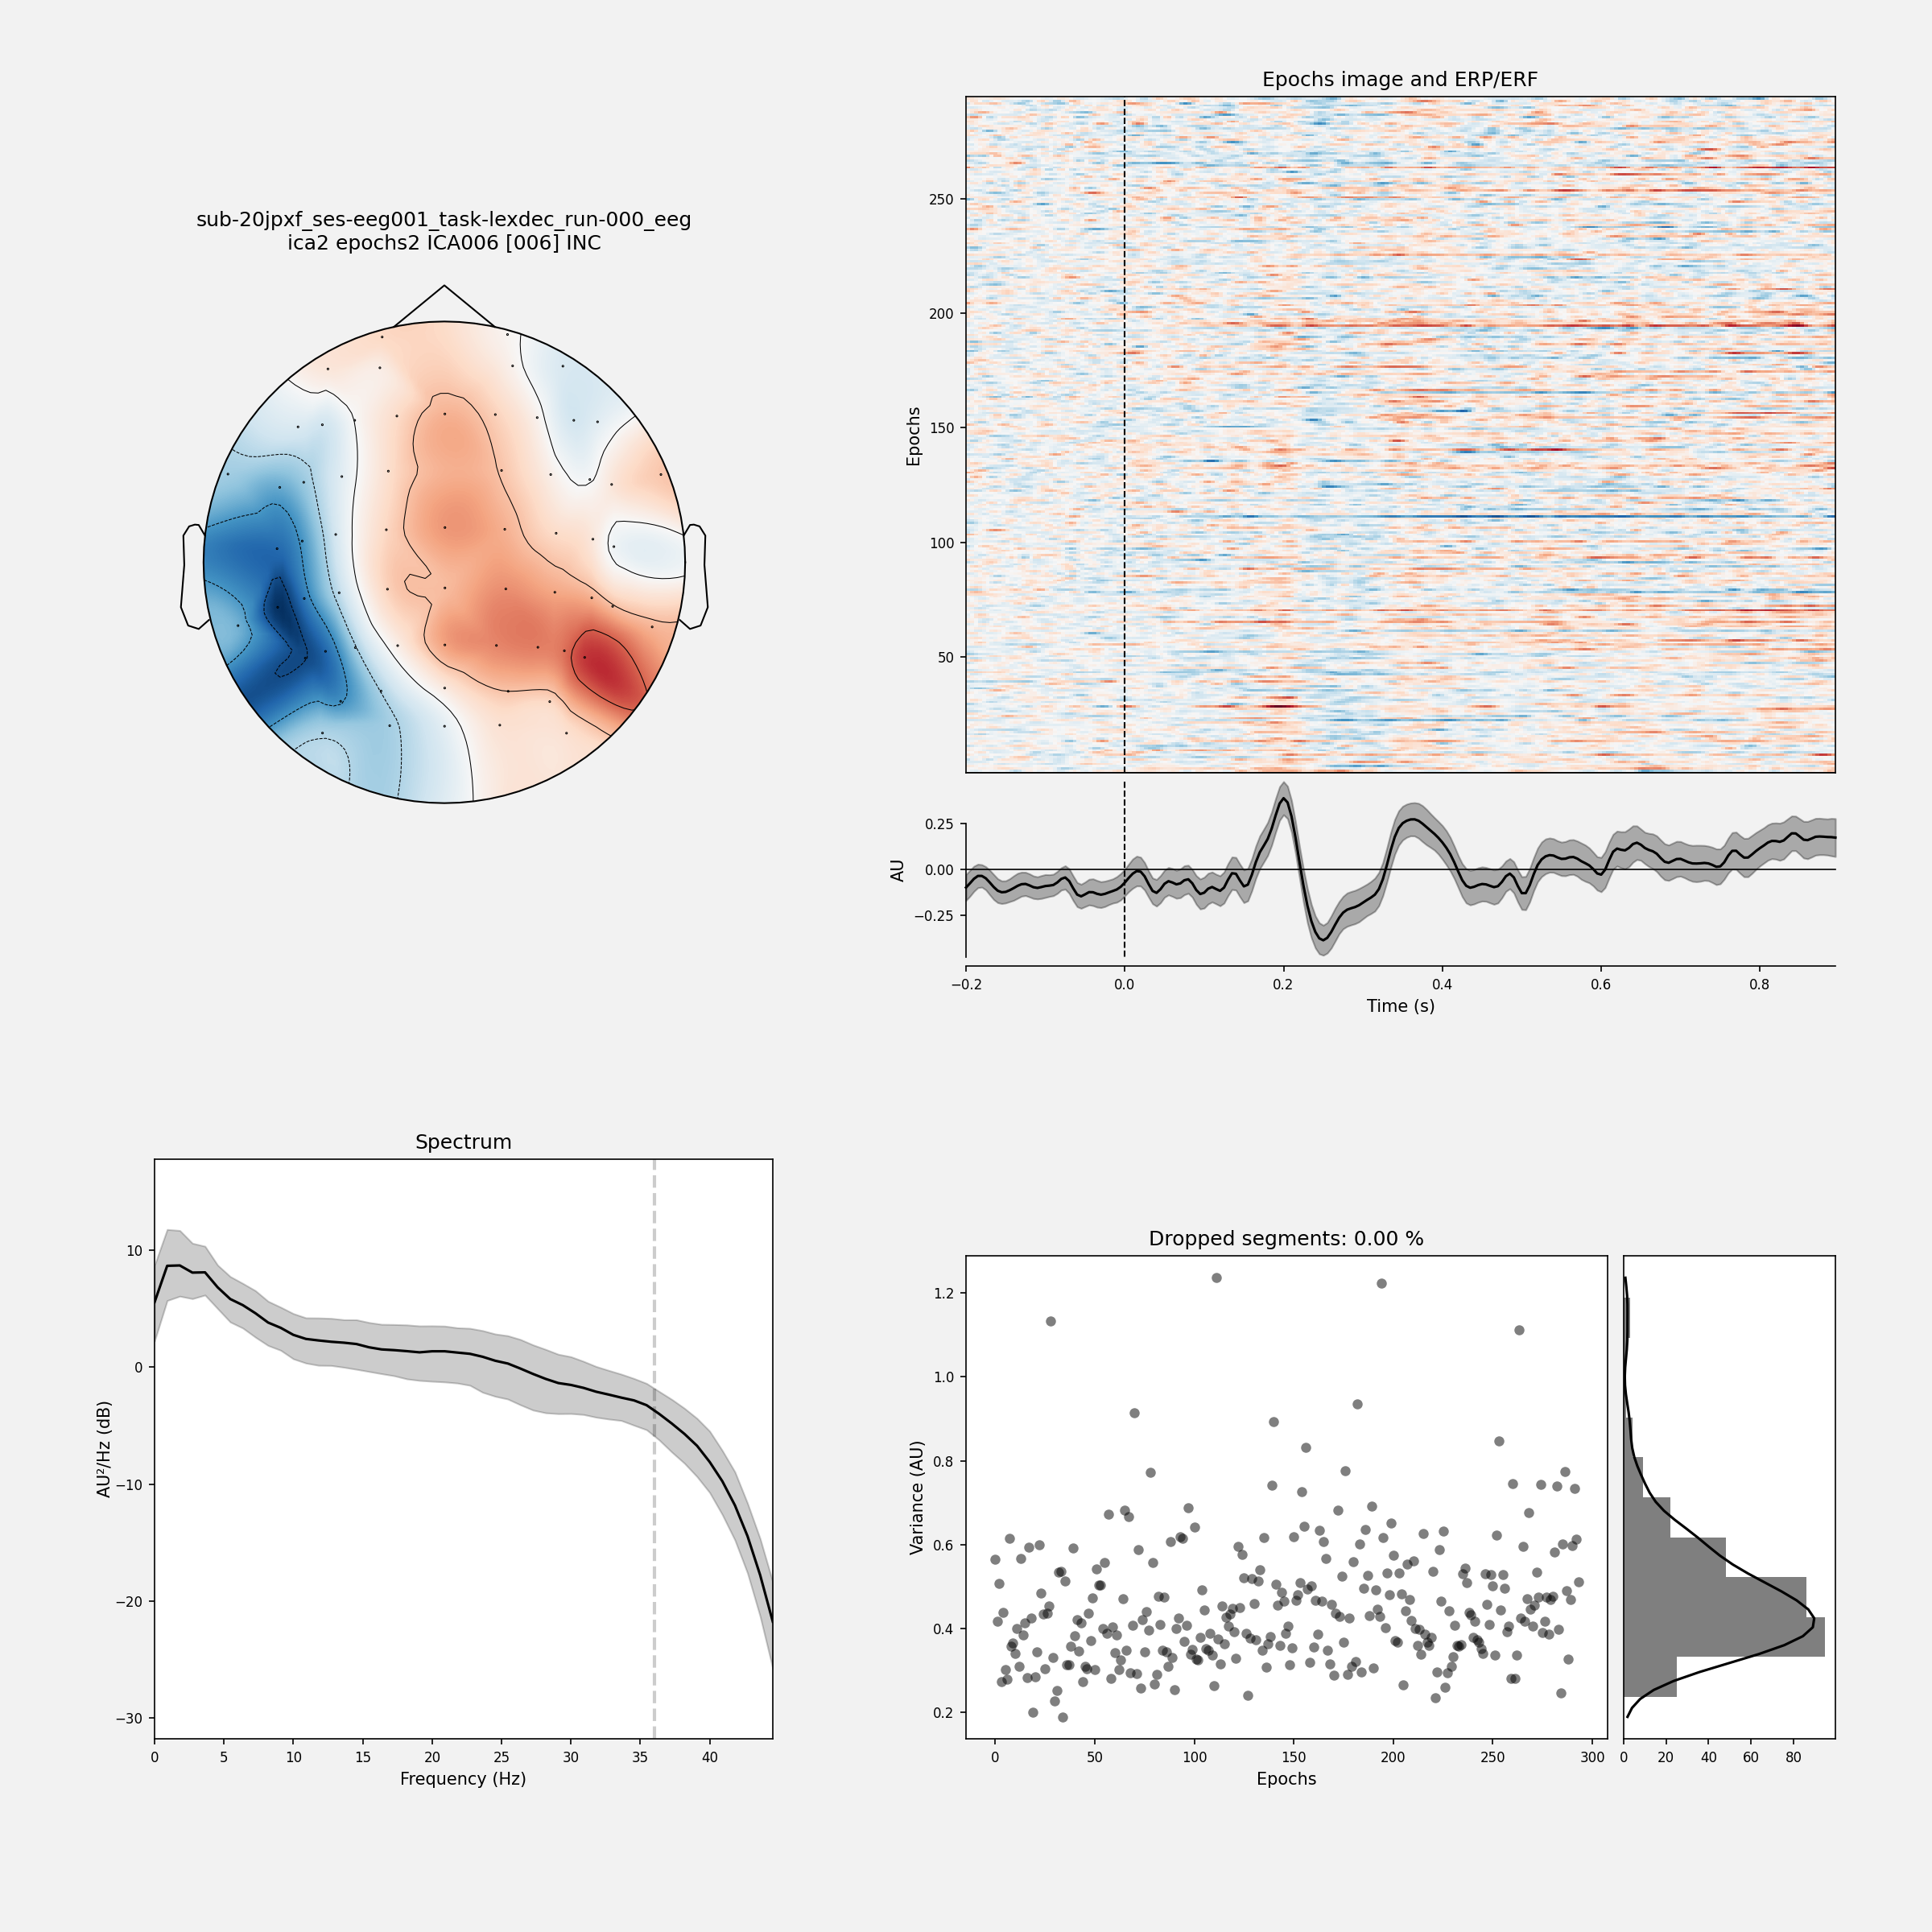 sub-20jpxf_ses-eeg001_task-lexdec_run-000_eeg
ica2 epochs2 ICA006 [006] INC
Epochs image and ERP/ERF
Epochs
250
200
150
100
50
AU
0.25
0.00
−0.25
−0.2 0.0 0.2 0.4 0.6 0.8
Time (s)
Spectrum
AU²/Hz (dB)
10
0
−10
−20
−30
0 5 10 15 20 25 30 35 40
Frequency (Hz)
Dropped segments: 0.00 %
Variance (AU)
1.2
1.0
0.8
0.6
0.4
0.2
0 50 100 150 200 250 300
Epochs
0 20 40 60 80